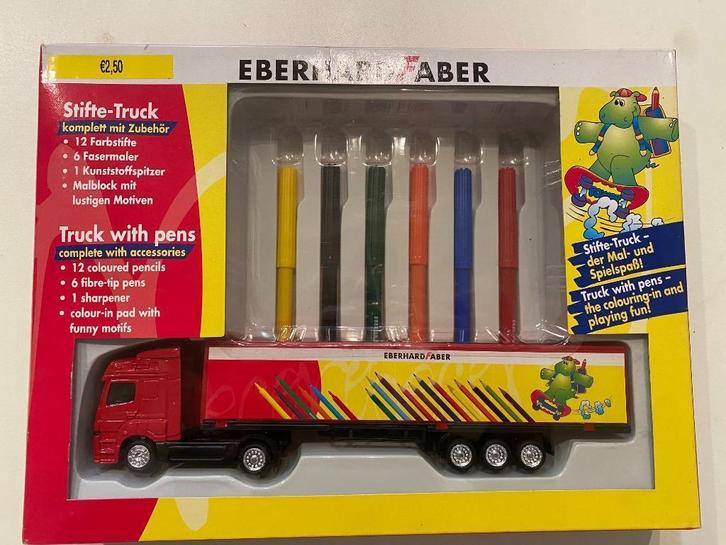 €2,50
EBERHARD FABER
Stifte-Truck
komplett mit Zubehör
• 12 Farbstifte
• 6 Fasermaler
• 1 Kunststoffspitzer
• Malblock mit
lustigen Motiven
Truck with pens
complete with accessories
• 12 coloured pencils
• 6 fibre-tip pens
• 1 sharpener
• colour-in pad with
funny motifs
Stifte-Truck –
der Mal- und
Spielspaß!
Truck with pens –
the colouring-in and
playing fun!
EBERHARD FABER